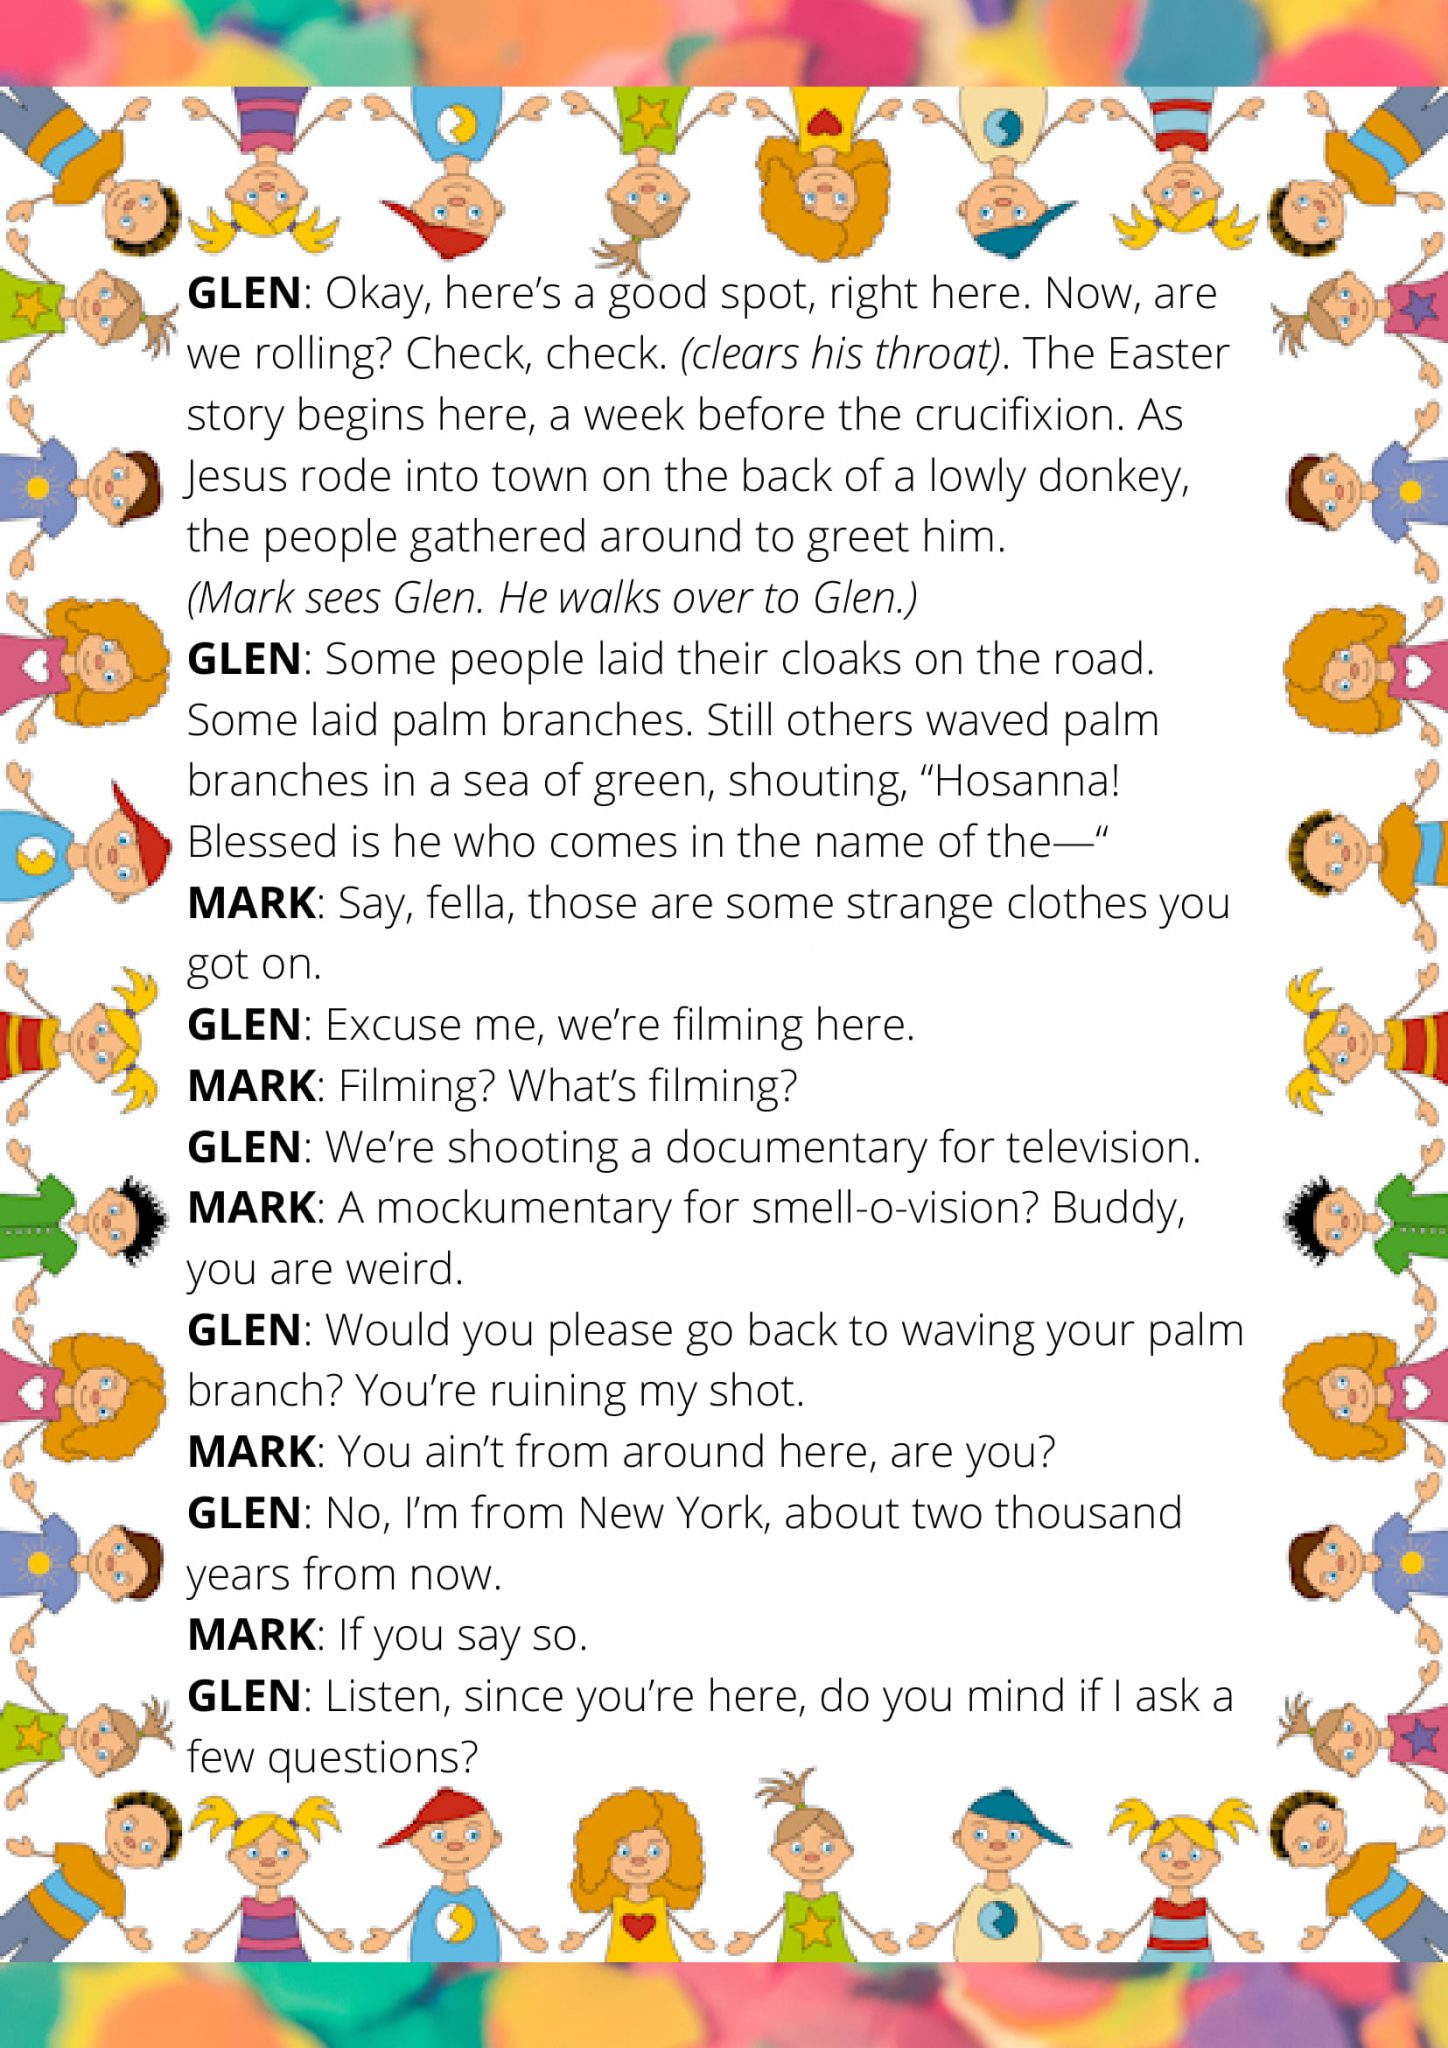 GLEN: Okay, here’s a good spot, right here. Now, are
we rolling? Check, check. (clears his throat). The Easter
story begins here, a week before the crucifixion. As
Jesus rode into town on the back of a lowly donkey,
the people gathered around to greet him.
(Mark sees Glen. He walks over to Glen.)
GLEN: Some people laid their cloaks on the road.
Some laid palm branches. Still others waved palm
branches in a sea of green, shouting, “Hosanna!
Blessed is he who comes in the name of the—“
MARK: Say, fella, those are some strange clothes you
got on.
GLEN: Excuse me, we’re filming here.
MARK: Filming? What’s filming?
GLEN: We’re shooting a documentary for television.
MARK: A mockumentary for smell-o-vision? Buddy,
you are weird.
GLEN: Would you please go back to waving your palm
branch? You’re ruining my shot.
MARK: You ain’t from around here, are you?
GLEN: No, I’m from New York, about two thousand
years from now.
MARK: If you say so.
GLEN: Listen, since you’re here, do you mind if I ask a
few questions?